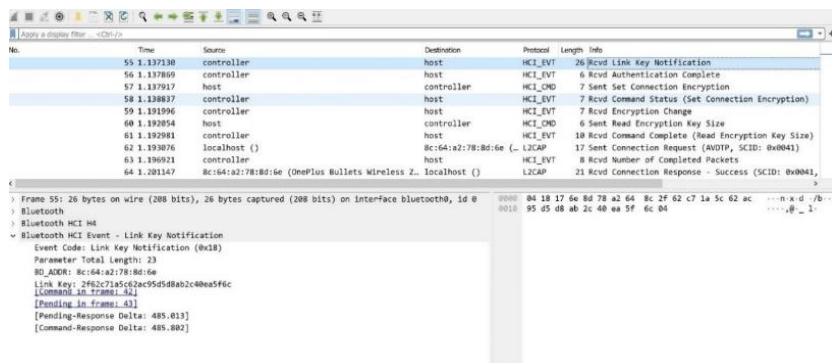 Apply a display filter ... <Ctrl-/>
No. Time Source Destination Protocol Length Info
55 1.137130 controller host HCI_EVT 26 Rcvd Link Key Notification
56 1.137869 controller host HCI_EVT 6 Rcvd Authentication Complete
57 1.137917 host controller HCI_CMD 7 Sent Set Connection Encryption
58 1.138837 controller host HCI_EVT 7 Rcvd Command Status (Set Connection Encryption)
59 1.191996 controller host HCI_EVT 7 Rcvd Encryption Change
60 1.192054 host controller HCI_CMD 6 Sent Read Encryption Key Size
61 1.192981 controller host HCI_EVT 10 Rcvd Command Complete (Read Encryption Key Size)
62 1.193076 localhost () 8c:64:a2:78:8d:6e (… L2CAP 17 Sent Connection Request (AVDTP, SCID: 0x0041)
63 1.196921 controller host HCI_EVT 8 Rcvd Number of Completed Packets
64 1.201147 8c:64:a2:78:8d:6e (OnePlus Bullets Wireless Z… localhost () L2CAP 21 Rcvd Connection Response - Success (SCID: 0x0041,
Frame 55: 26 bytes on wire (208 bits), 26 bytes captured (208 bits) on interface bluetooth0, id 0
Bluetooth
Bluetooth HCI H4
Bluetooth HCI Event - Link Key Notification
Event Code: Link Key Notification (0x18)
Parameter Total Length: 23
BD_ADDR: 8c:64:a2:78:8d:6e
Link Key: 2f62c71a5c62ac95d5d8ab2c40ea5f6c
[Command in frame: 42]
[Pending in frame: 43]
[Pending-Response Delta: 485.013]
[Command-Response Delta: 485.802]
0000 04 18 17 6e 8d 78 a2 64 8c 2f 62 c7 1a 5c 62 ac ···n·x·d ·/b··
0010 95 d5 d8 ab 2c 40 ea 5f 6c 04 ····,@·_ l·